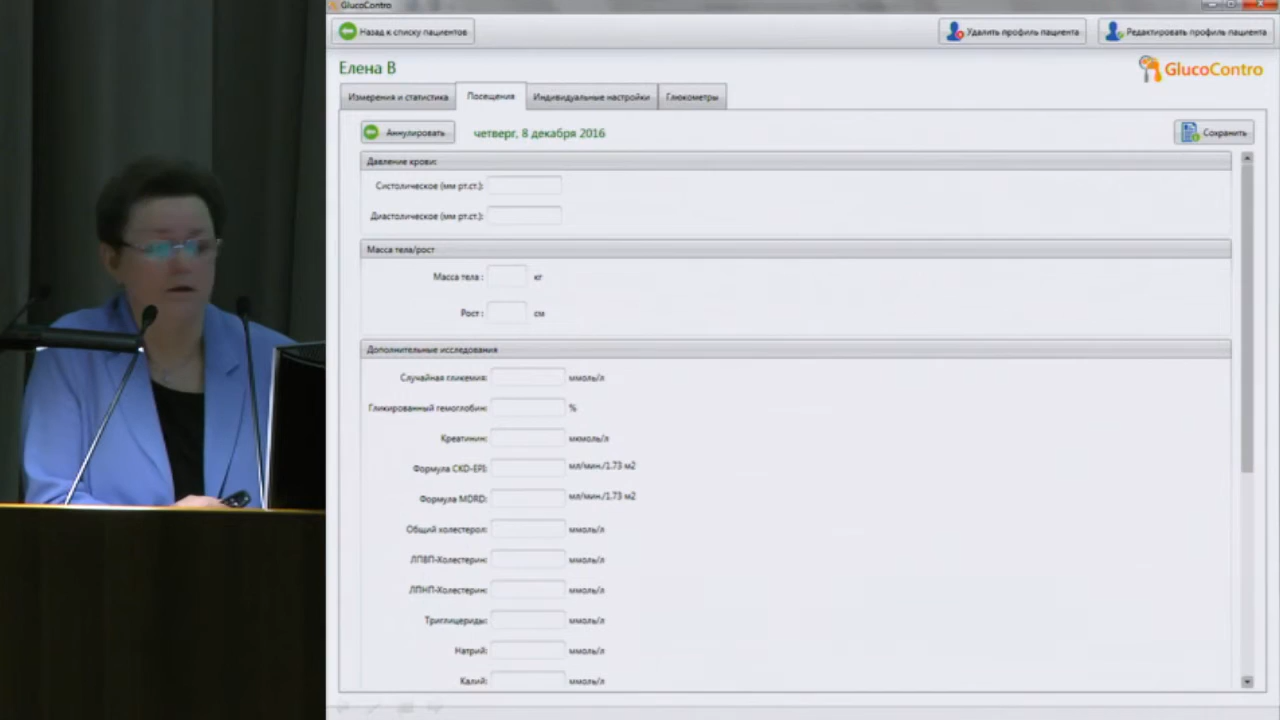 GlucoContro
Назад к списку пациентов
Удалить профиль пациента
Редактировать профиль пациента
Елена В
GlucoContro
Измерения и статистика
Посещения
Индивидуальные настройки
Глюкометры
Аннулировать
четверг, 8 декабря 2016
Сохранить
Давление крови:
Систолическое (мм рт.ст.):
Диастолическое (мм рт.ст.):
Масса тела/рост
Масса тела : кг
Рост : см
Дополнительные исследования
Случайная гликемия: ммоль/л
Гликированный гемоглобин: %
Креатинин: мкмоль/л
Формула CKD-EPI: мл/мин./1.73 м2
Формула MDRD: мл/мин./1.73 м2
Общий холестерол: ммоль/л
ЛПВП-Холестерин: ммоль/л
ЛПНП-Холестерин: ммоль/л
Триглицериды: ммоль/л
Натрий: ммоль/л
Калий: ммоль/л